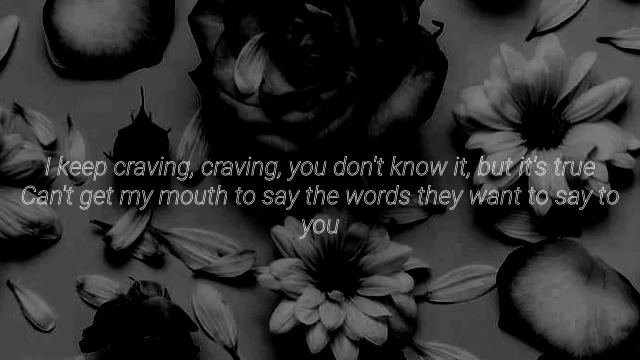 I keep craving, craving, you don't know it, but it's true
Can't get my mouth to say the words they want to say to
you